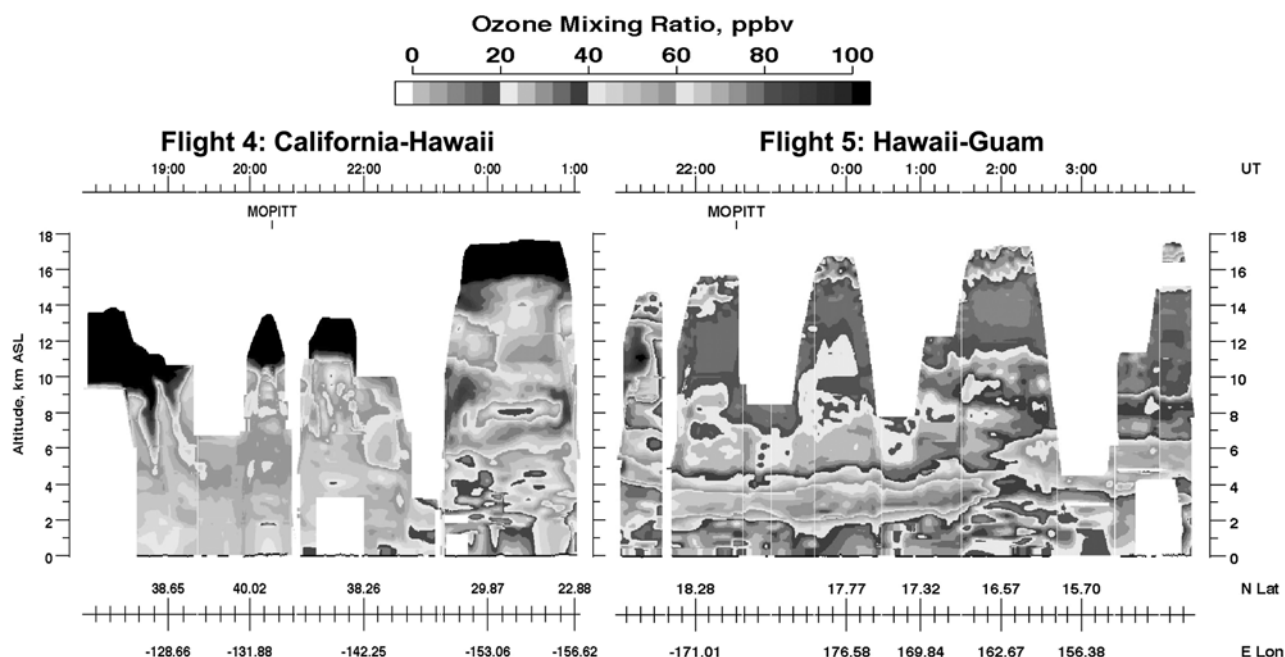 Ozone Mixing Ratio, ppbv
0 20 40 60 80 100
Flight 4: California-Hawaii Flight 5: Hawaii-Guam
19:00 20:00 22:00 0:00 1:00 22:00 0:00 1:00 2:00 3:00 UT
MOPITT MOPITT
18 18
16 16
14 14
12 12
10 10
8 8
6 6
4 4
2 2
0 0
Altitude, km ASL
38.65 40.02 38.26 29.87 22.88 18.28 17.77 17.32 16.57 15.70 N Lat
-128.66 -131.88 -142.25 -153.06 -156.62 -171.01 176.58 169.84 162.67 156.38 E Lon